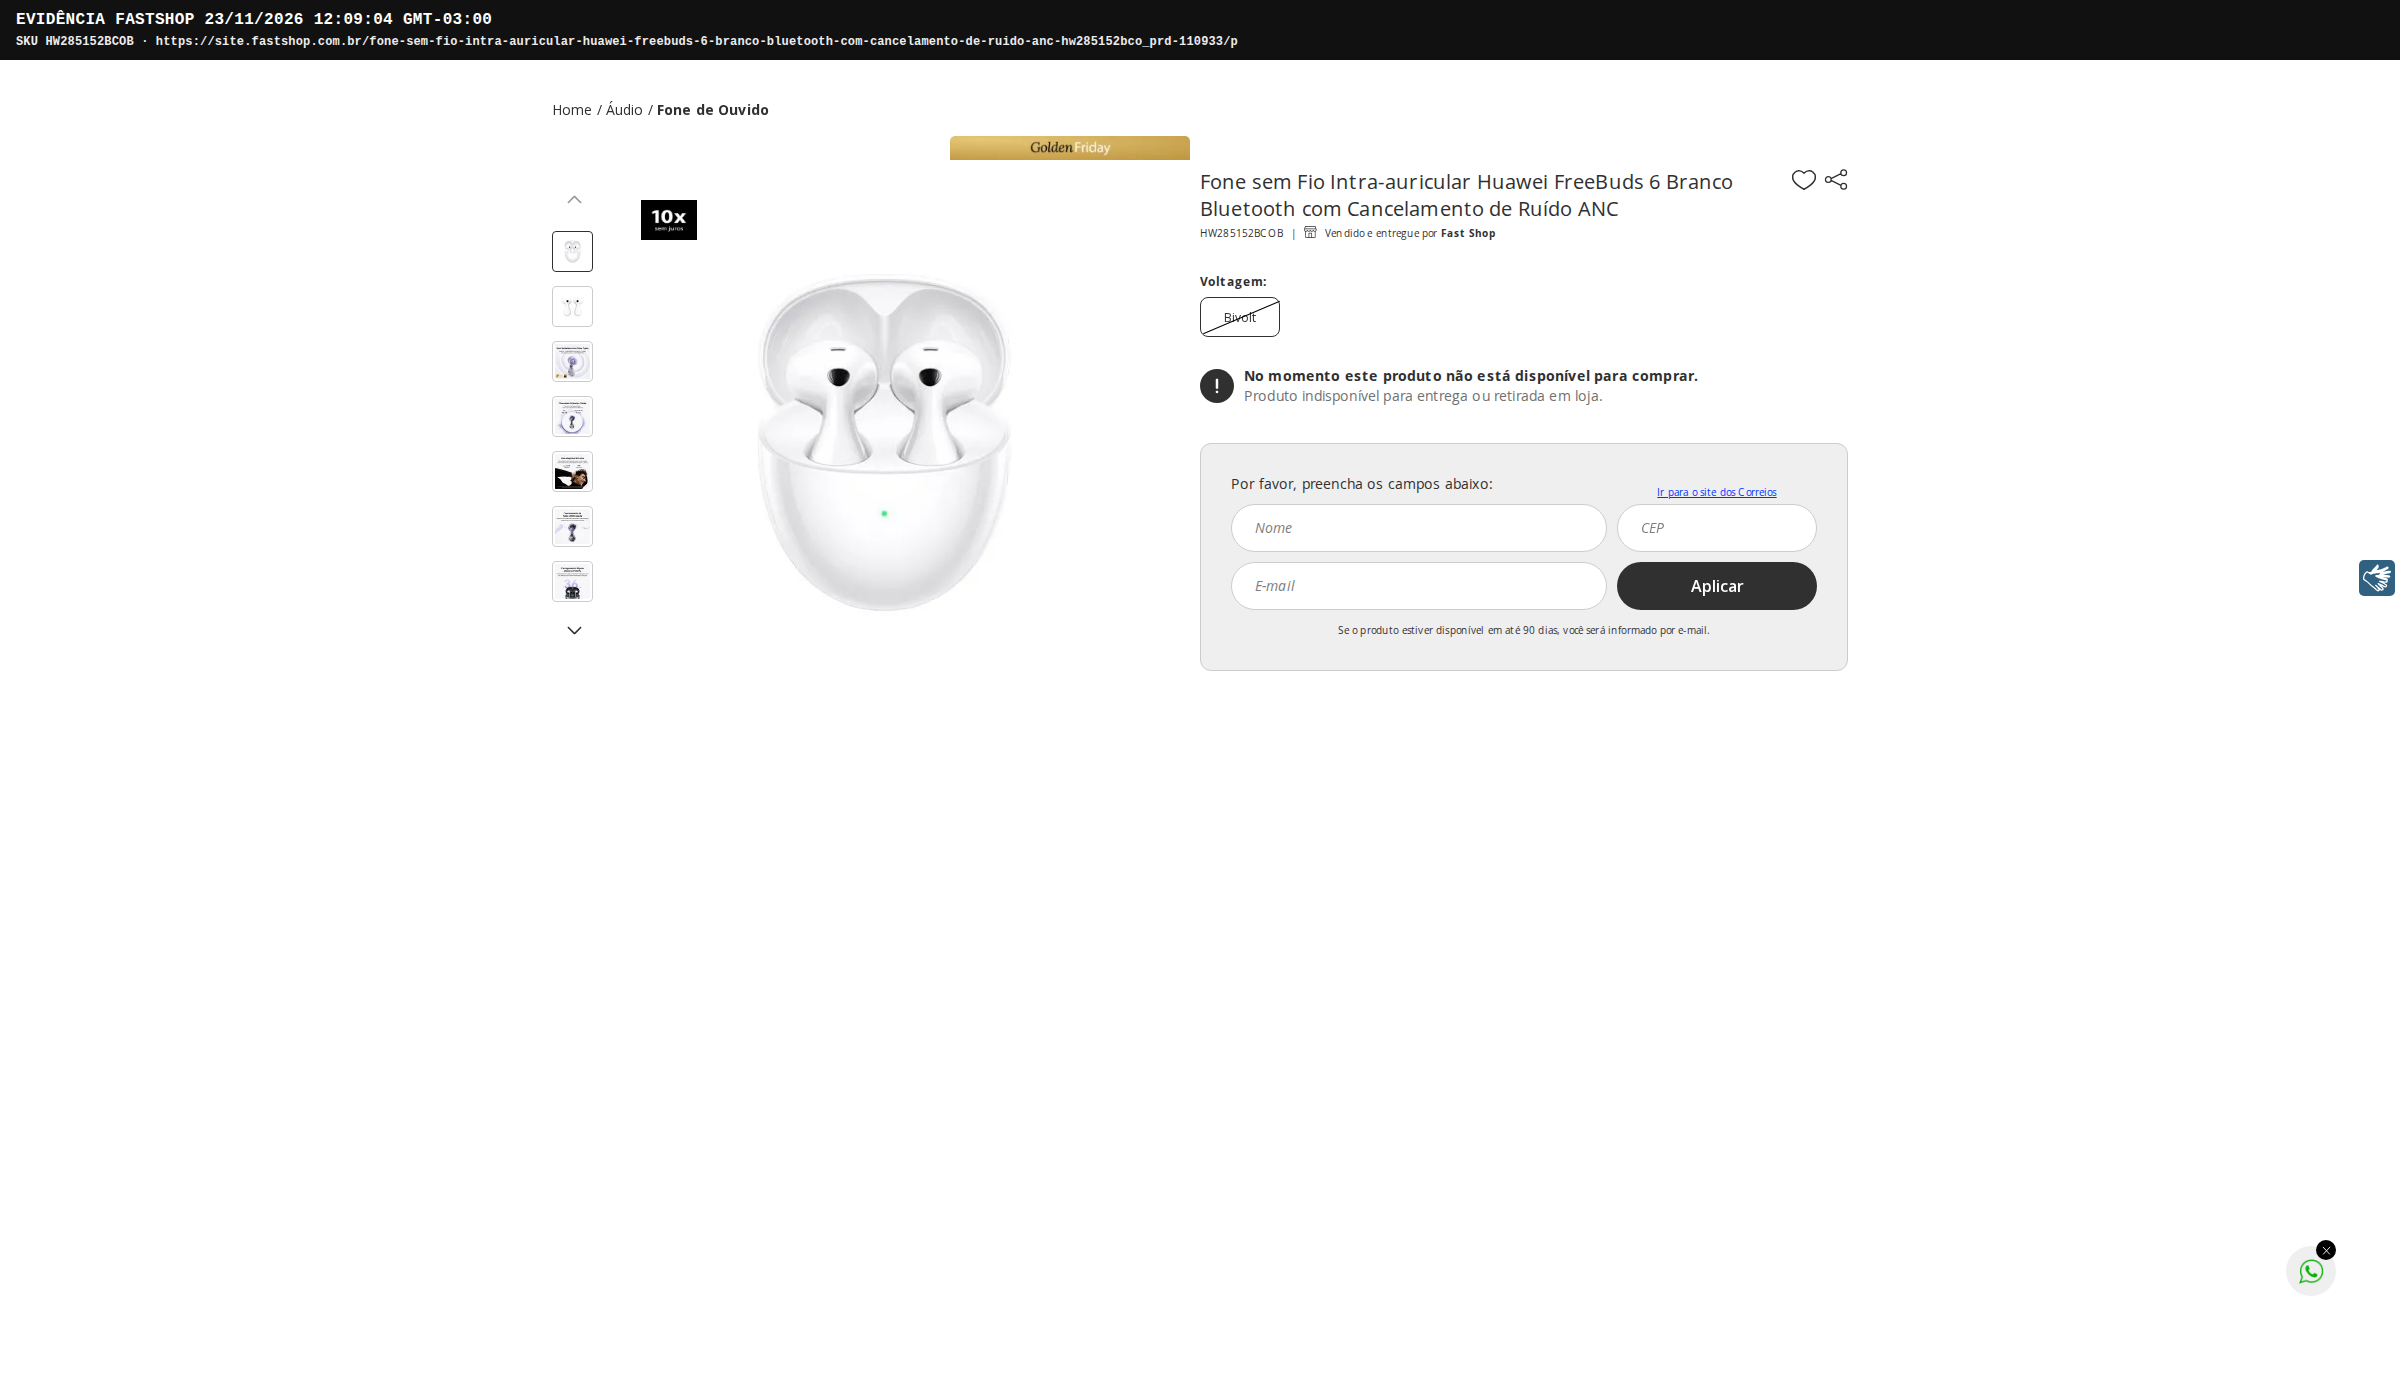 EVIDÊNCIA FASTSHOP 23/11/2026 12:09:04 GMT-03:00
SKU HW285152BCOB · https://site.fastshop.com.br/fone-sem-fio-intra-auricular-huawei-freebuds-6-branco-bluetooth-com-cancelamento-de-ruido-anc-hw285152bco_prd-110933/p
Home / Áudio / Fone de Ouvido
Golden Friday
10x
sem juros
Fone sem Fio Intra-auricular Huawei FreeBuds 6 Branco
Bluetooth com Cancelamento de Ruído ANC
HW285152BCOB | Vendido e entregue por Fast Shop
Voltagem:
Bivolt
No momento este produto não está disponível para comprar.
Produto indisponível para entrega ou retirada em loja.
Por favor, preencha os campos abaixo:
Ir para o site dos Correios
Nome
CEP
E-mail
Aplicar
Se o produto estiver disponível em até 90 dias, você será informado por e-mail.